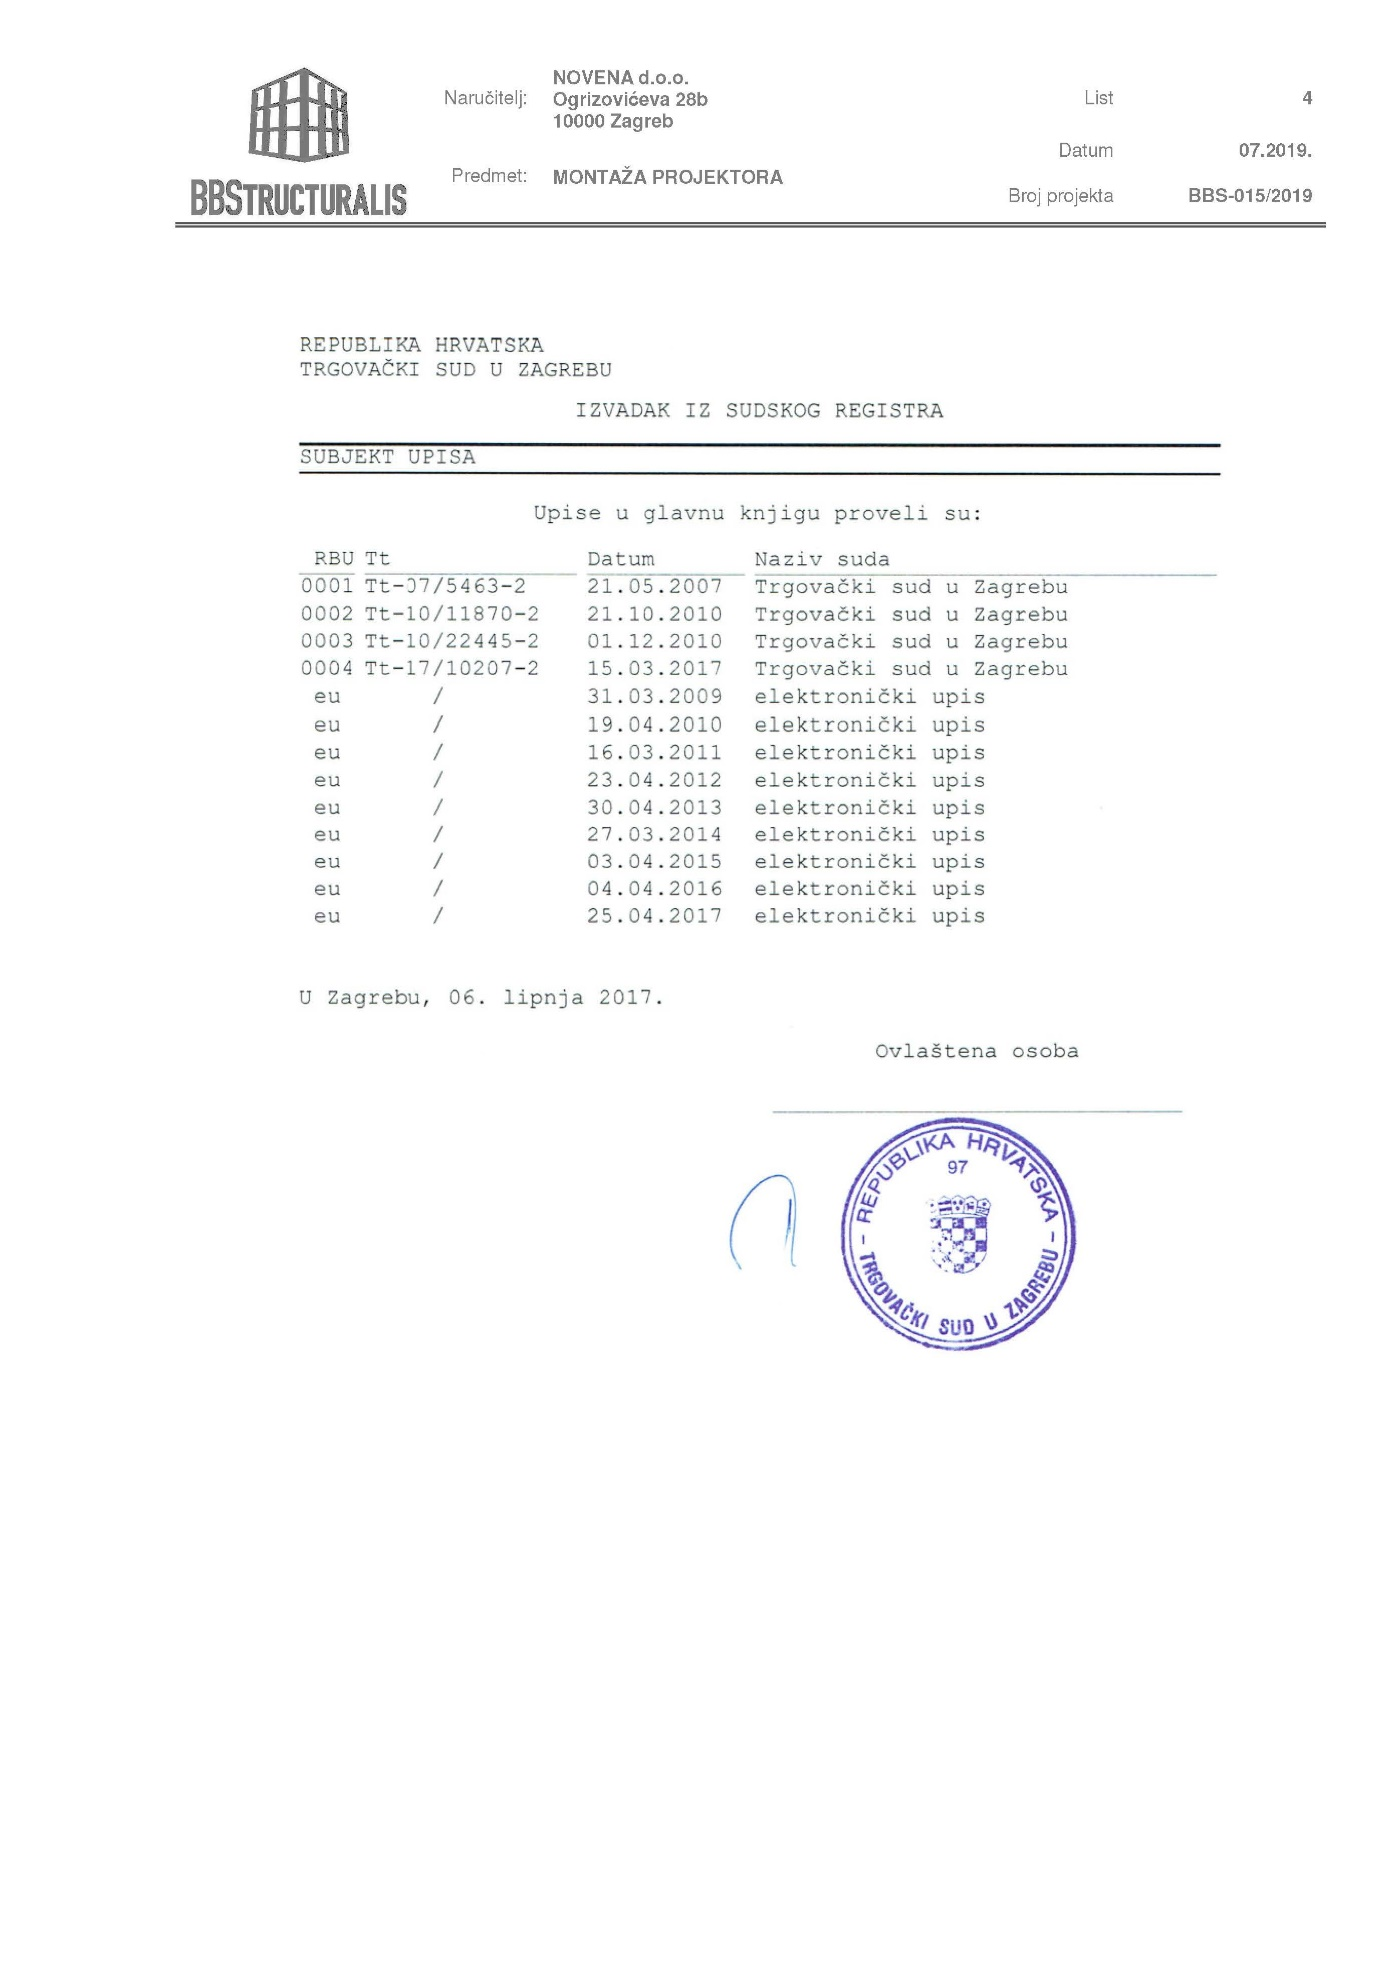 BBSTRUCTURALIS
Naručitelj: NOVENA d.o.o.
Ogrizovićeva 28b
10000 Zagreb
Predmet: MONTAŽA PROJEKTORA
List 4
Datum 07.2019.
Broj projekta BBS-015/2019
REPUBLIKA HRVATSKA
TRGOVAČKI SUD U ZAGREBU
IZVADAK IZ SUDSKOG REGISTRA
SUBJEKT UPISA
Upise u glavnu knjigu proveli su:
RBU Tt Datum Naziv suda
0001 Tt-07/5463-2 21.05.2007 Trgovački sud u Zagrebu
0002 Tt-10/11870-2 21.10.2010 Trgovački sud u Zagrebu
0003 Tt-10/22445-2 01.12.2010 Trgovački sud u Zagrebu
0004 Tt-17/10207-2 15.03.2017 Trgovački sud u Zagrebu
eu / 31.03.2009 elektronički upis
eu / 19.04.2010 elektronički upis
eu / 16.03.2011 elektronički upis
eu / 23.04.2012 elektronički upis
eu / 30.04.2013 elektronički upis
eu / 27.03.2014 elektronički upis
eu / 03.04.2015 elektronički upis
eu / 04.04.2016 elektronički upis
eu / 25.04.2017 elektronički upis
U Zagrebu, 06. lipnja 2017.
Ovlaštena osoba
- REPUBLIKA HRVATSKA -
97
TRGOVAČKI SUD U ZAGREBU